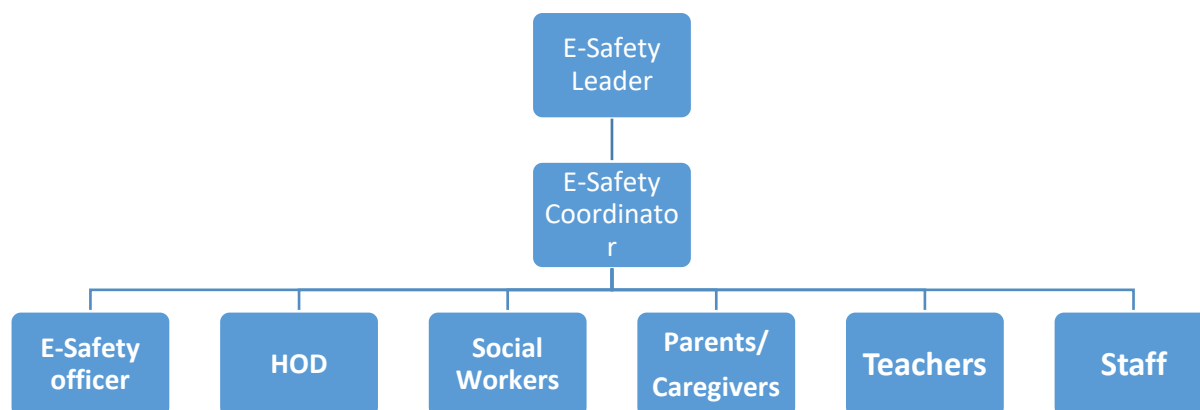 E-Safety
Leader
E-Safety
Coordinato
r
E-Safety
officer
HOD
Social
Workers
Parents/
Caregivers
Teachers
Staff